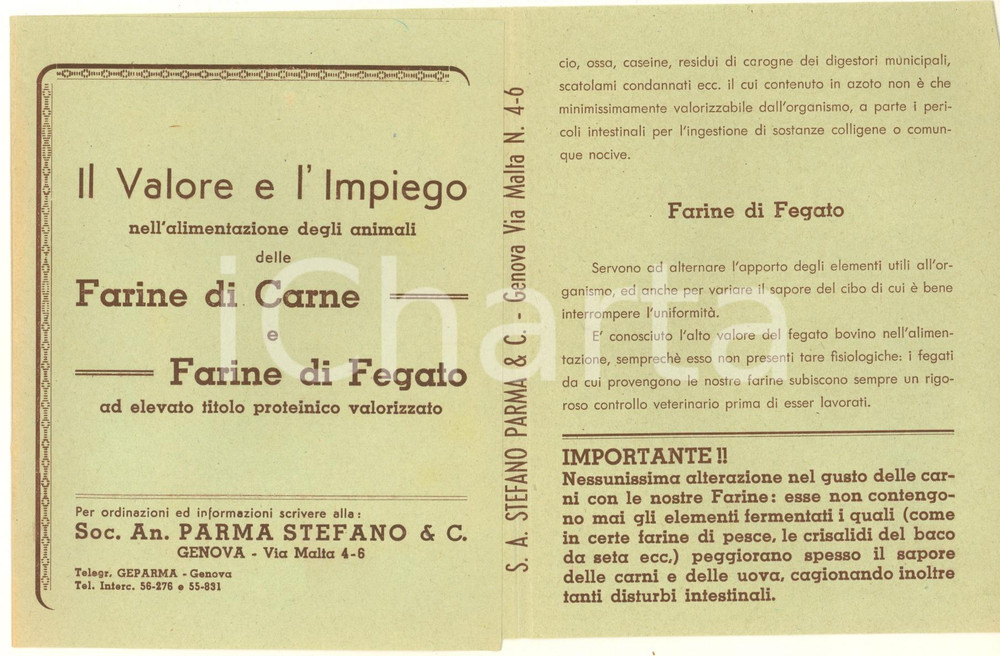 Il Valore e l'Impiego
nell'alimentazione degli animali
delle
Farine di Carne
e
Farine di Fegato
ad elevato titolo proteinico valorizzato
Per ordinazioni ed informazioni scrivere alla:
Soc. An. PARMA STEFANO & C.
GENOVA - Via Malta 4-6
Telegr. GEPARMA - Genova
Tel. Interc. 56-276 e 55-831
S. A. STEFANO PARMA & C. - Genova Via Malta N. 4-6
cio, ossa, caseine, residui di carogne dei digestori municipali,
scatolami condannati ecc. il cui contenuto in azoto non è che
minimissimamente valorizzabile dall'organismo, a parte i peri-
coli intestinali per l'ingestione di sostanze colligene o comun-
que nocive.
Farine di Fegato
Servono ad alternare l'apporto degli elementi utili all'or-
ganismo, ed anche per variare il sapore del cibo di cui è bene
interrompere l'uniformità.
E' conosciuto l'alto valore del fegato bovino nell'alimen-
tazione, semprechè esso non presenti tare fisiologiche: i fegati
da cui provengono le nostre farine subiscono sempre un rigo-
roso controllo veterinario prima di esser lavorati.
IMPORTANTE !!
Nessunissima alterazione nel gusto delle car-
ni con le nostre Farine: esse non contengo-
no mai gli elementi fermentati i quali (come
in certe farine di pesce, le crisalidi del baco
da seta ecc,) peggiorano spesso il sapore
delle carni e delle uova, cagionando inoltre
tanti disturbi intestinali.
iCharta